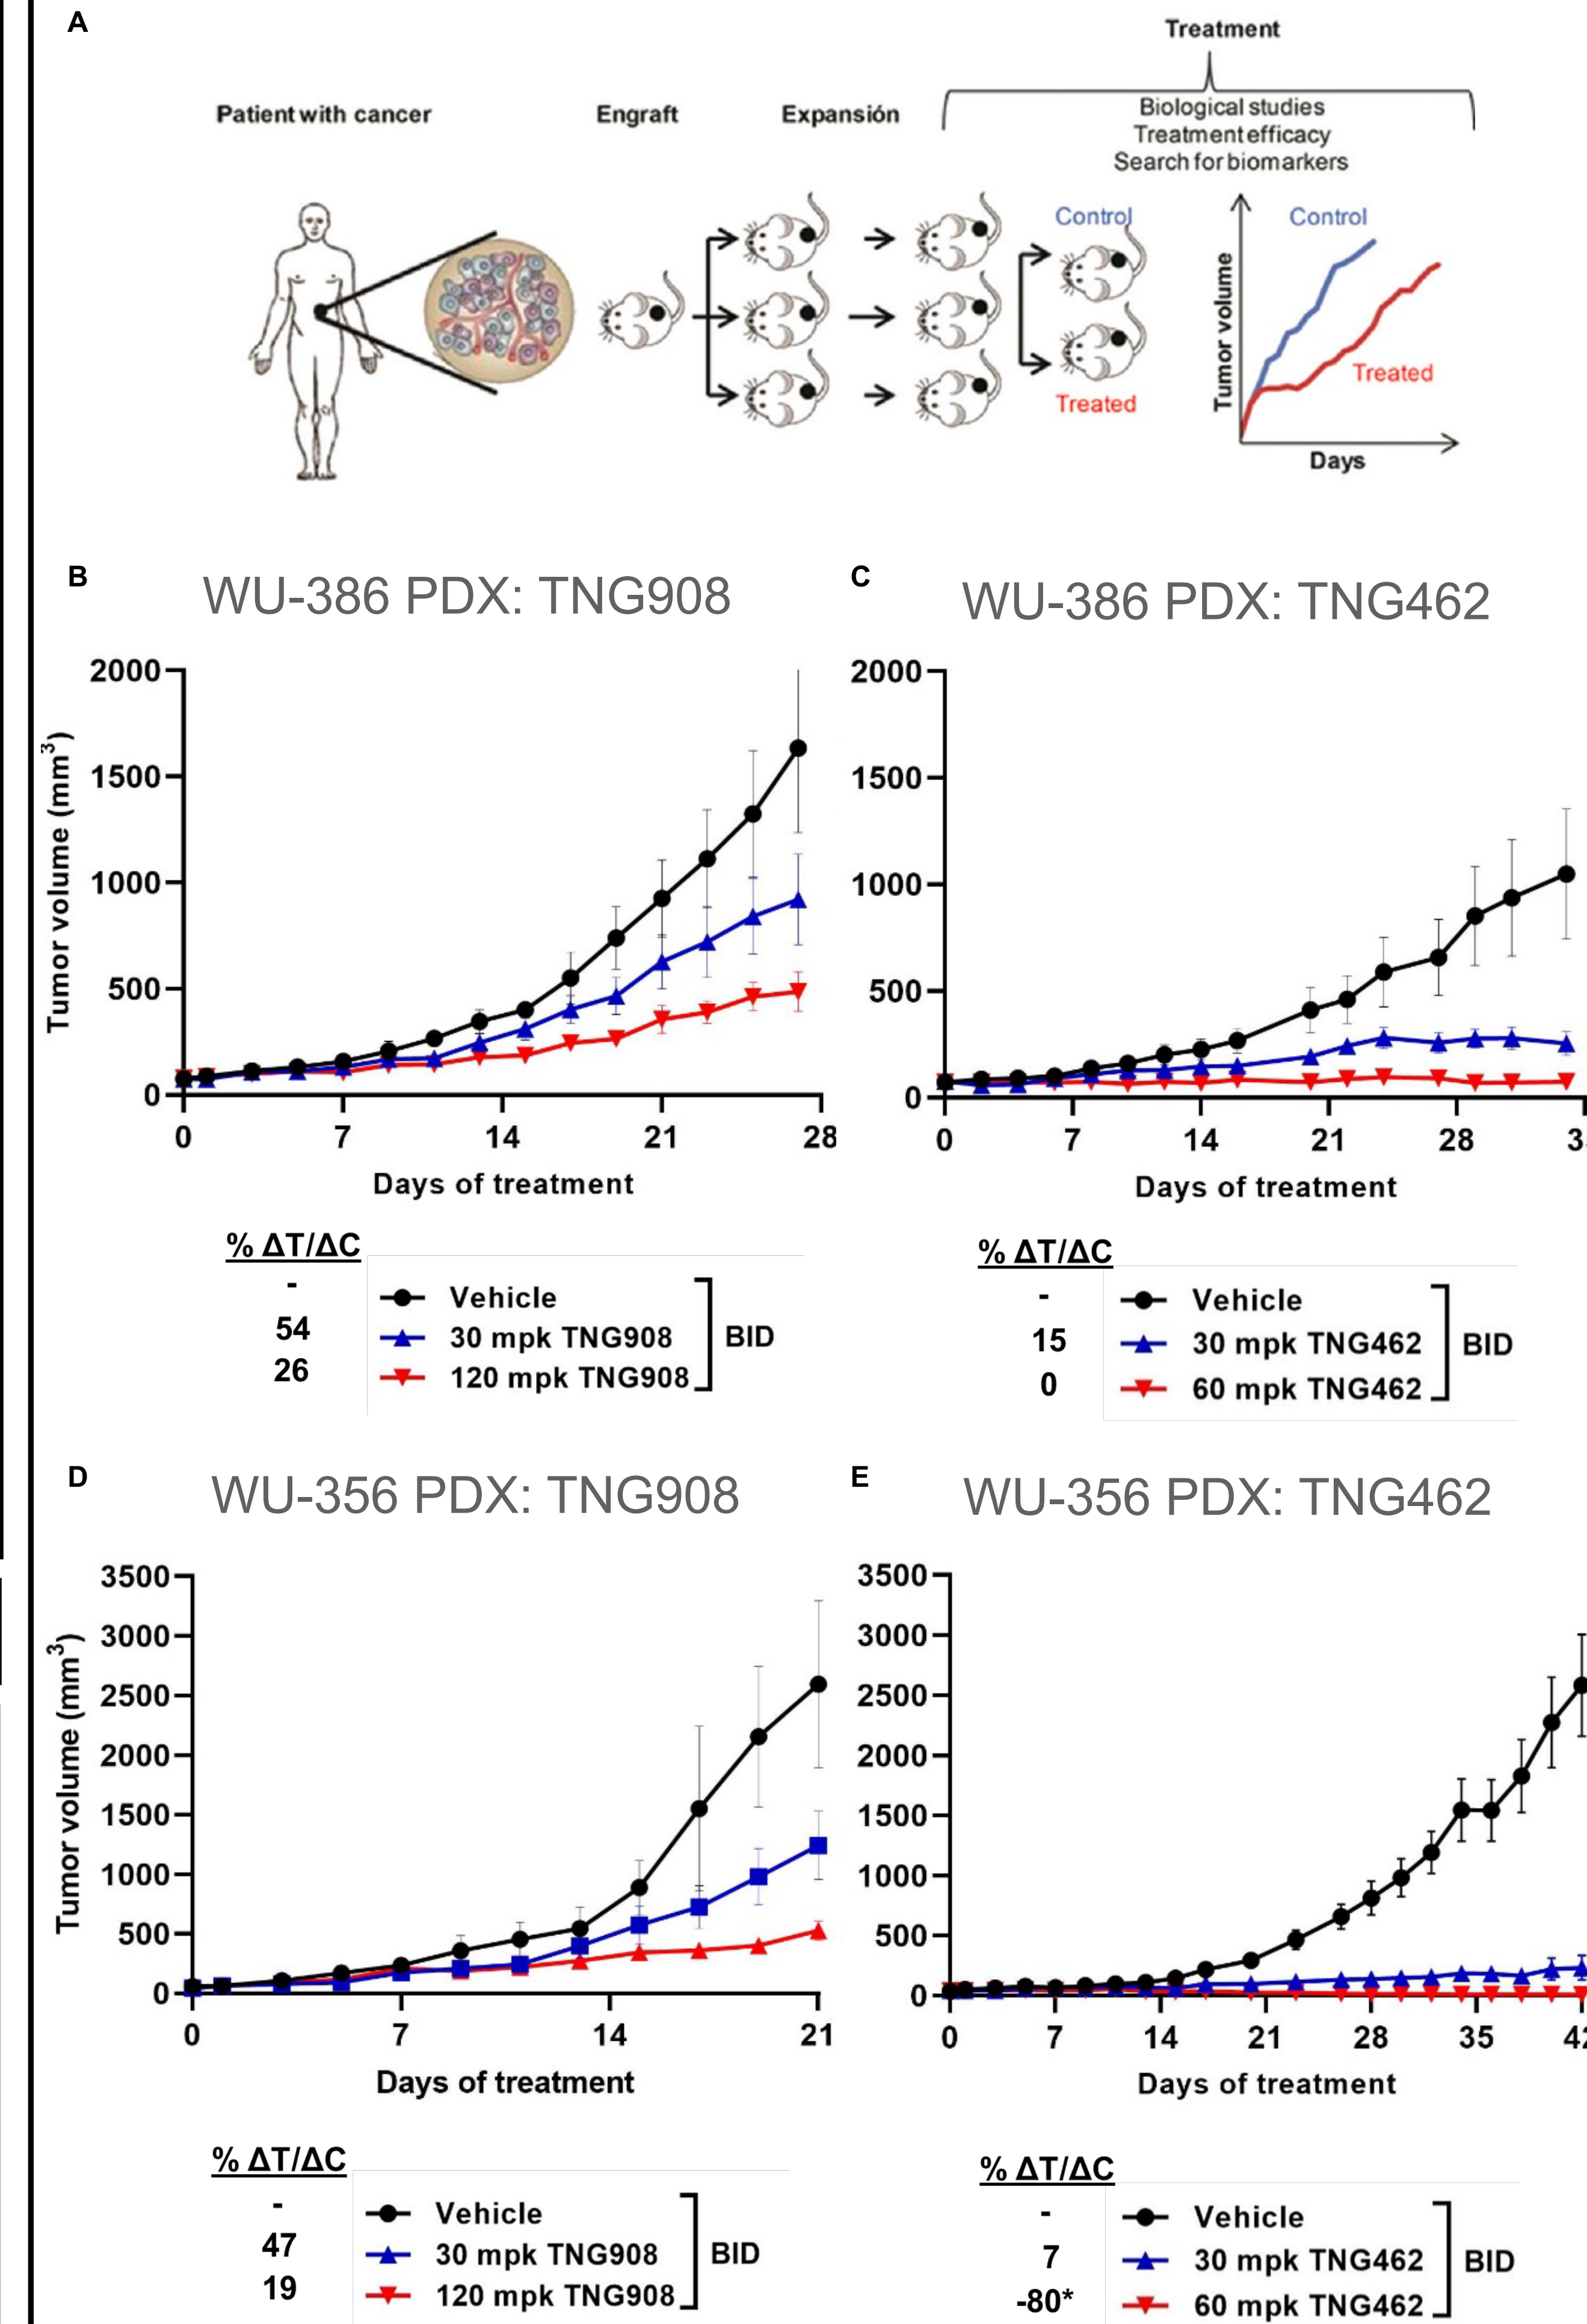 A
Treatment
Patient with cancer
Engraft
Expansión
Biological studies
Treatment efficacy
Search for biomarkers
Control
Treated
Tumor volume
Control
Treated
Days
B
WU-386 PDX: TNG908
Tumor volume (mm³)
2000
1500
1000
500
0
0 7 14 21 28
Days of treatment
% ΔT/ΔC
- Vehicle
54 30 mpk TNG908
26 120 mpk TNG908
BID
C
WU-386 PDX: TNG462
2000
1500
1000
500
0
0 7 14 21 28
Days of treatment
% ΔT/ΔC
- Vehicle
15 30 mpk TNG462
0 60 mpk TNG462
BID
D
WU-356 PDX: TNG908
Tumor volume (mm³)
3500
3000
2500
2000
1500
1000
500
0
0 7 14 21
Days of treatment
% ΔT/ΔC
- Vehicle
47 30 mpk TNG908
19 120 mpk TNG908
BID
E
WU-356 PDX: TNG462
3500
3000
2500
2000
1500
1000
500
0
0 7 14 21 28 35 42
Days of treatment
% ΔT/ΔC
- Vehicle
7 30 mpk TNG462
-80* 60 mpk TNG462
BID